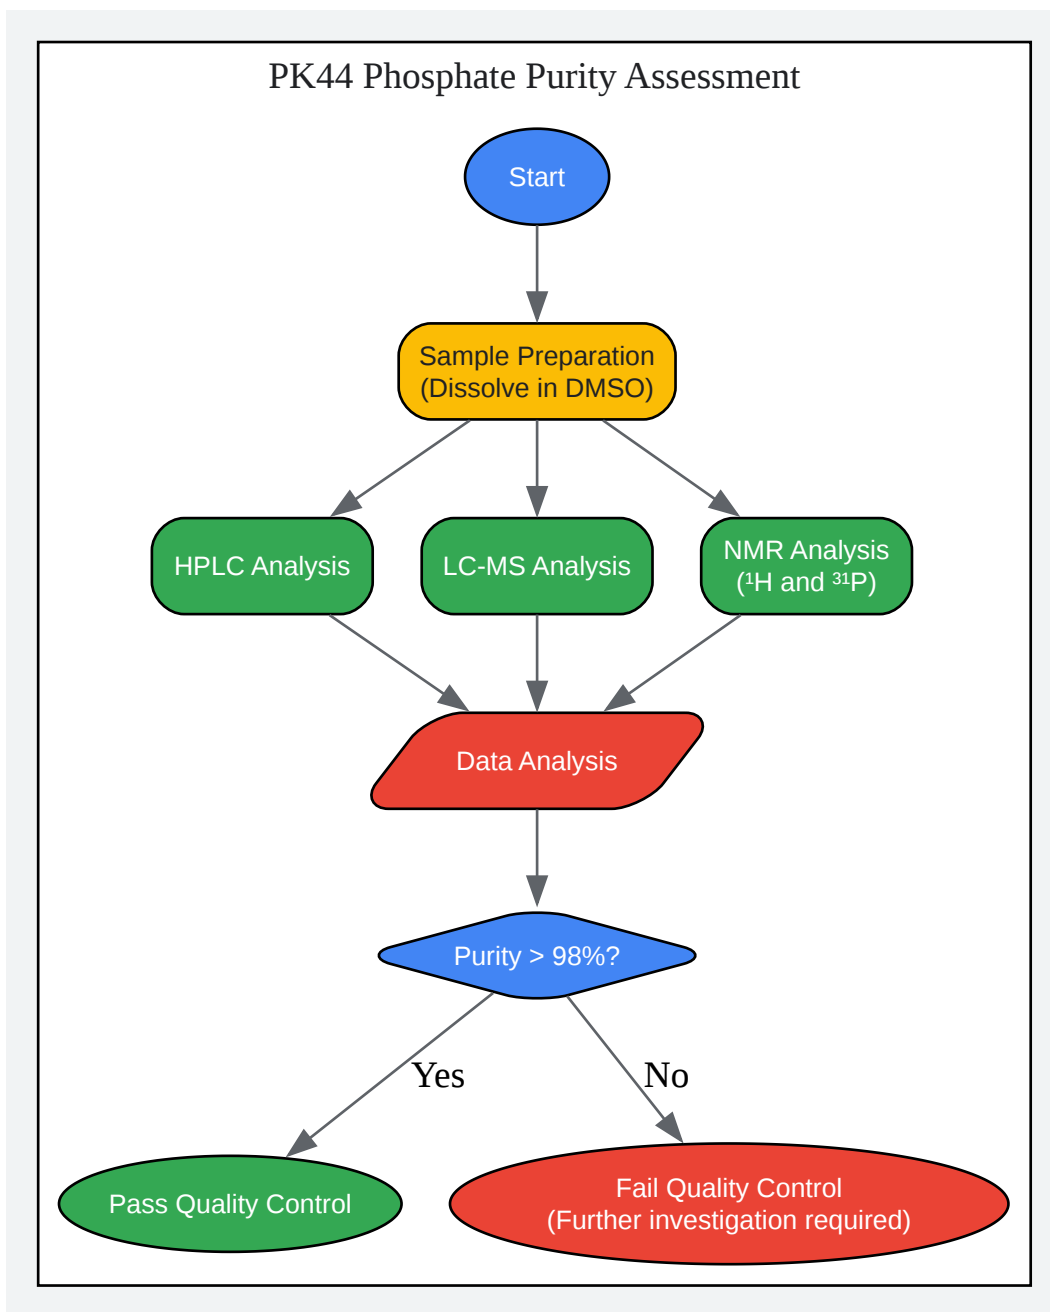 PK44 Phosphate Purity Assessment
Start
Sample Preparation
(Dissolve in DMSO)
HPLC Analysis
LC-MS Analysis
NMR Analysis
(¹H and ³¹P)
Data Analysis
Purity > 98%?
Yes
No
Pass Quality Control
Fail Quality Control
(Further investigation required)